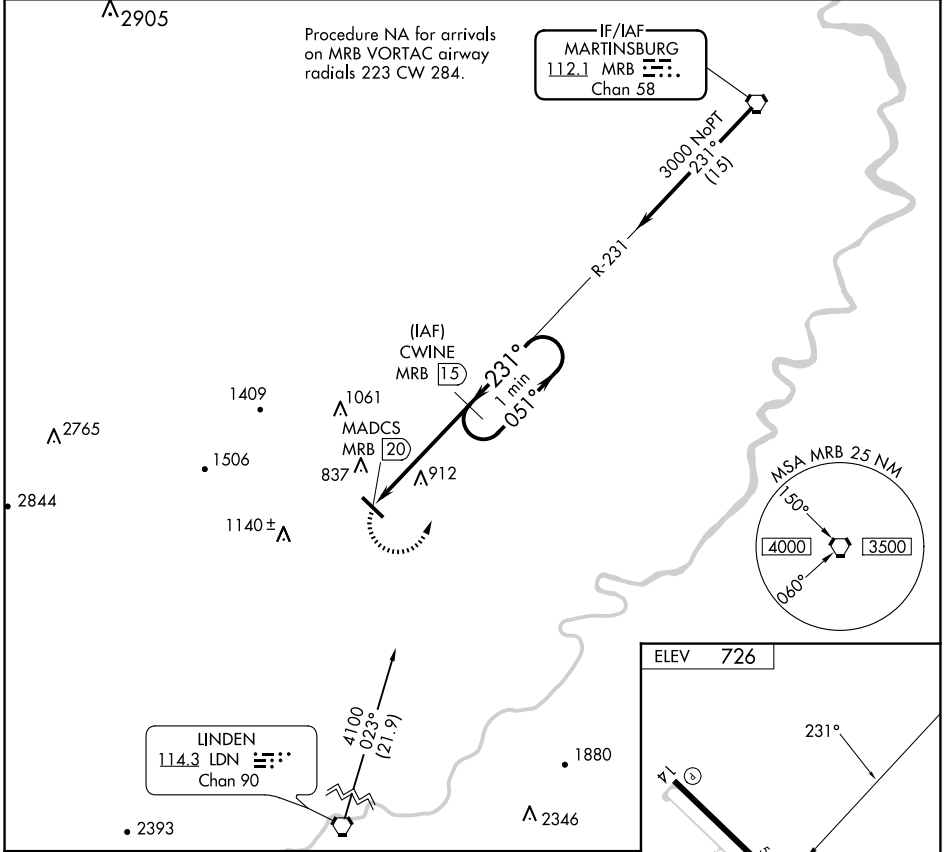 2905
Procedure NA for arrivals
on MRB VORTAC airway
radials 223 CW 284.
IF/IAF
MARTINSBURG
112.1 MRB
Chan 58
3000 NoPT
231°
(15)
R-231
(IAF)
CWINE
MRB 15
231°
1 min
051°
1409
1061
MADCS
MRB 20
2765
1506
837
912
2844
1140 ±
MSA MRB 25 NM
150°
4000
3500
060°
ELEV 726
4100
023°
(21.9)
LINDEN
114.3 LDN
Chan 90
1880
2393
2346
231°
14
P